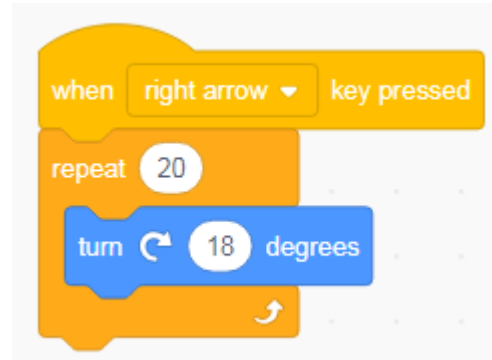 when right arrow key pressed
repeat 20
turn 18 degrees